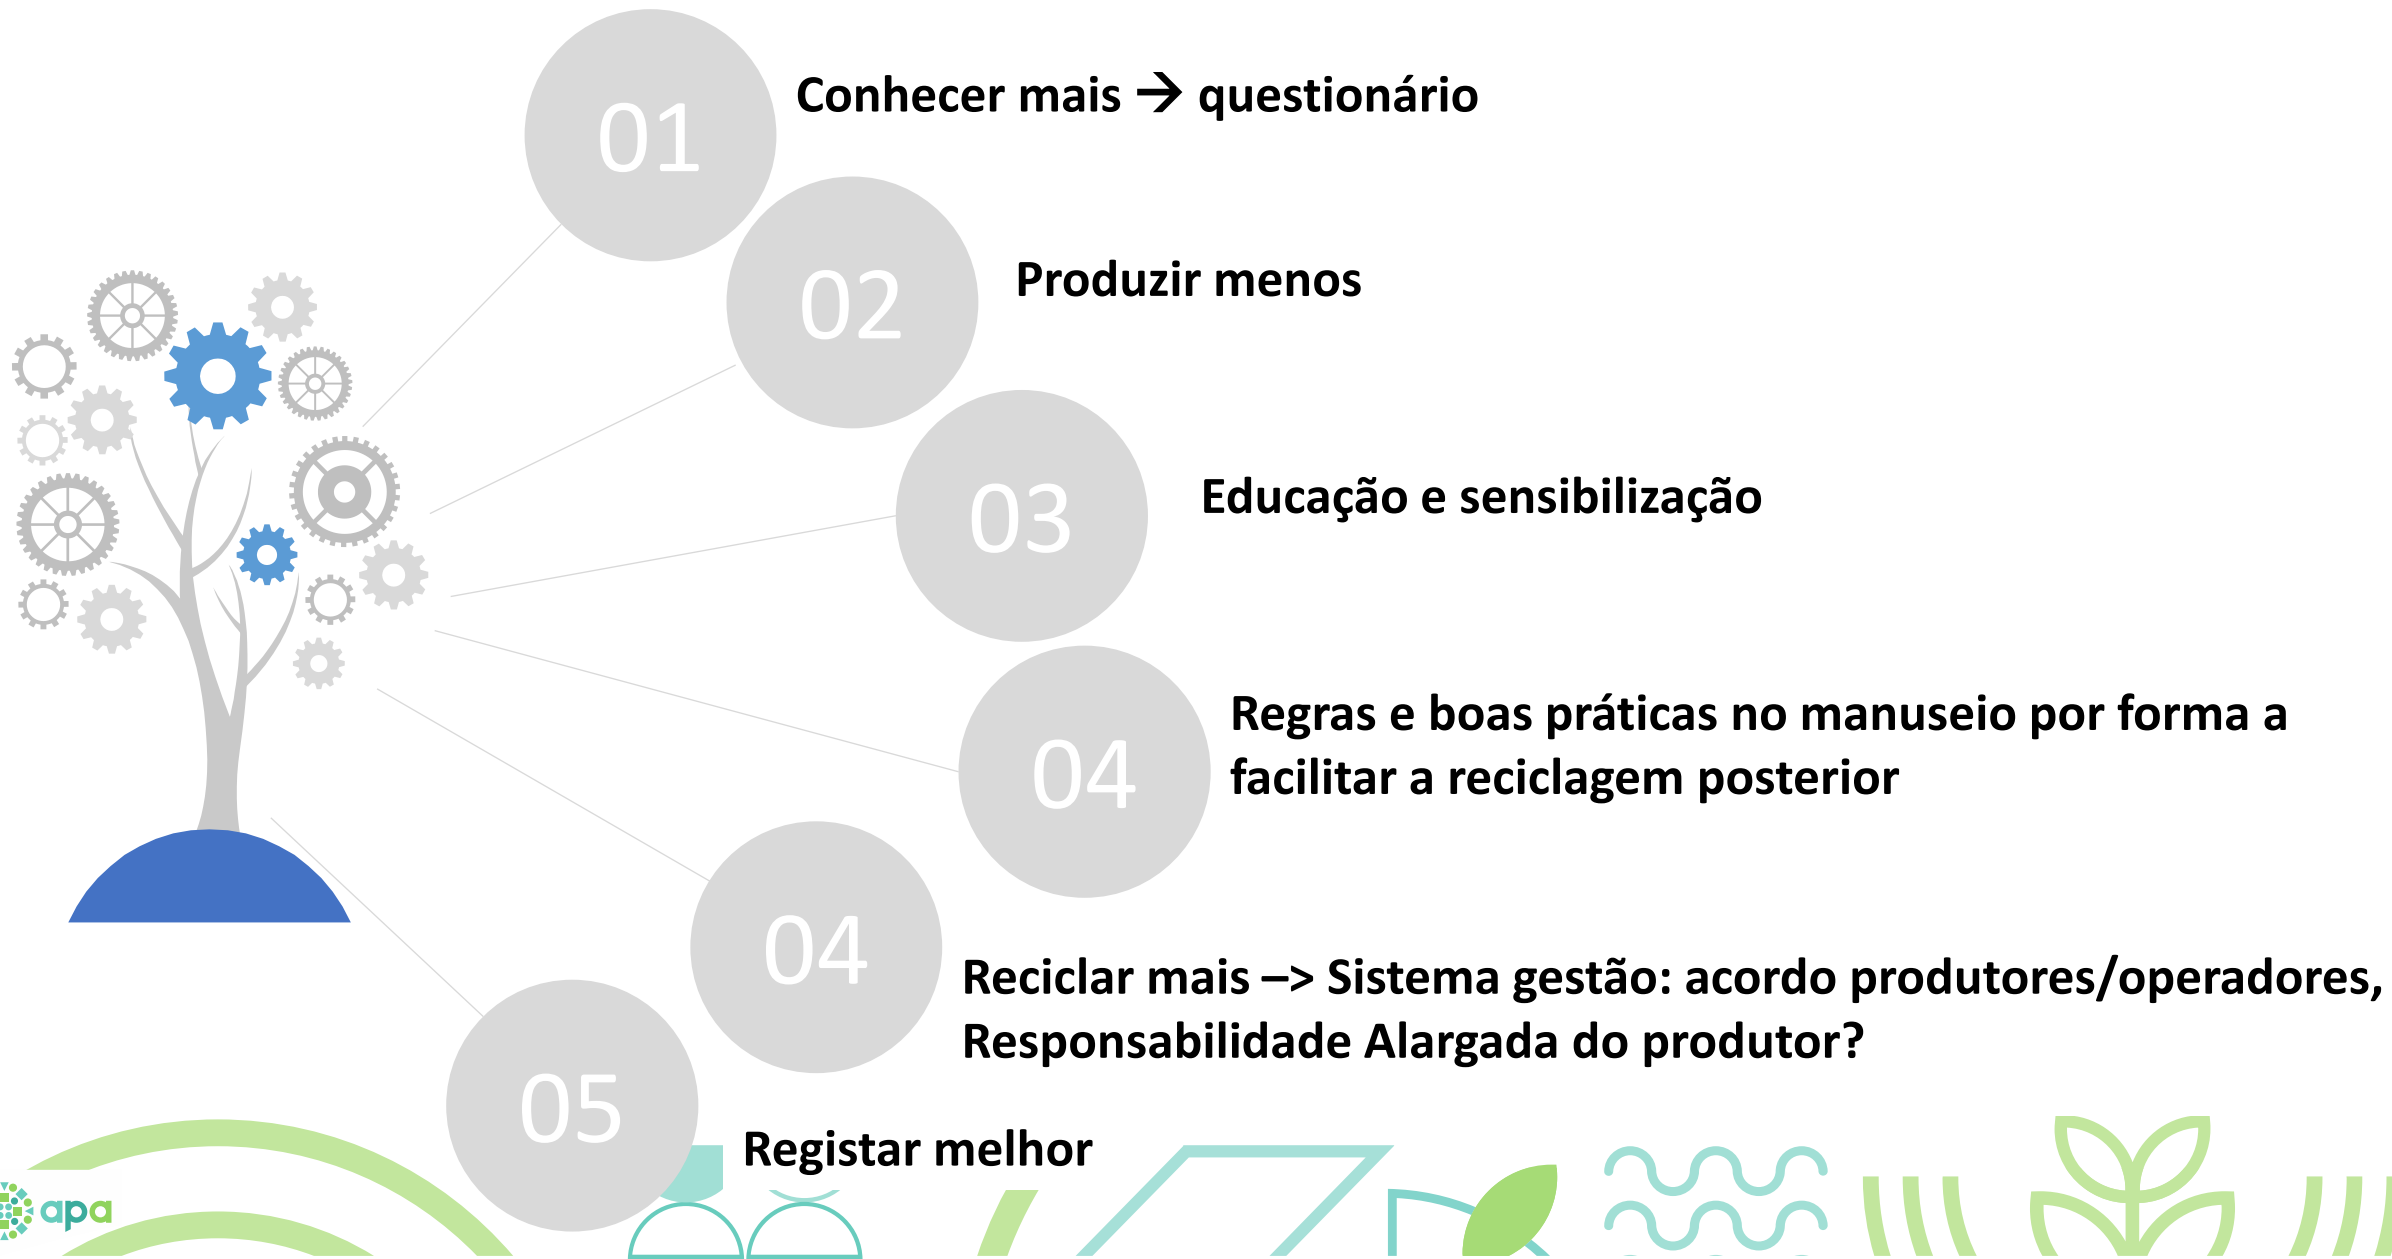 01
Conhecer mais → questionário
02
Produzir menos
03
Educação e sensibilização
04
Regras e boas práticas no manuseio por forma a
facilitar a reciclagem posterior
04
Reciclar mais –> Sistema gestão: acordo produtores/operadores,
Responsabilidade Alargada do produtor?
05
Registar melhor
apa